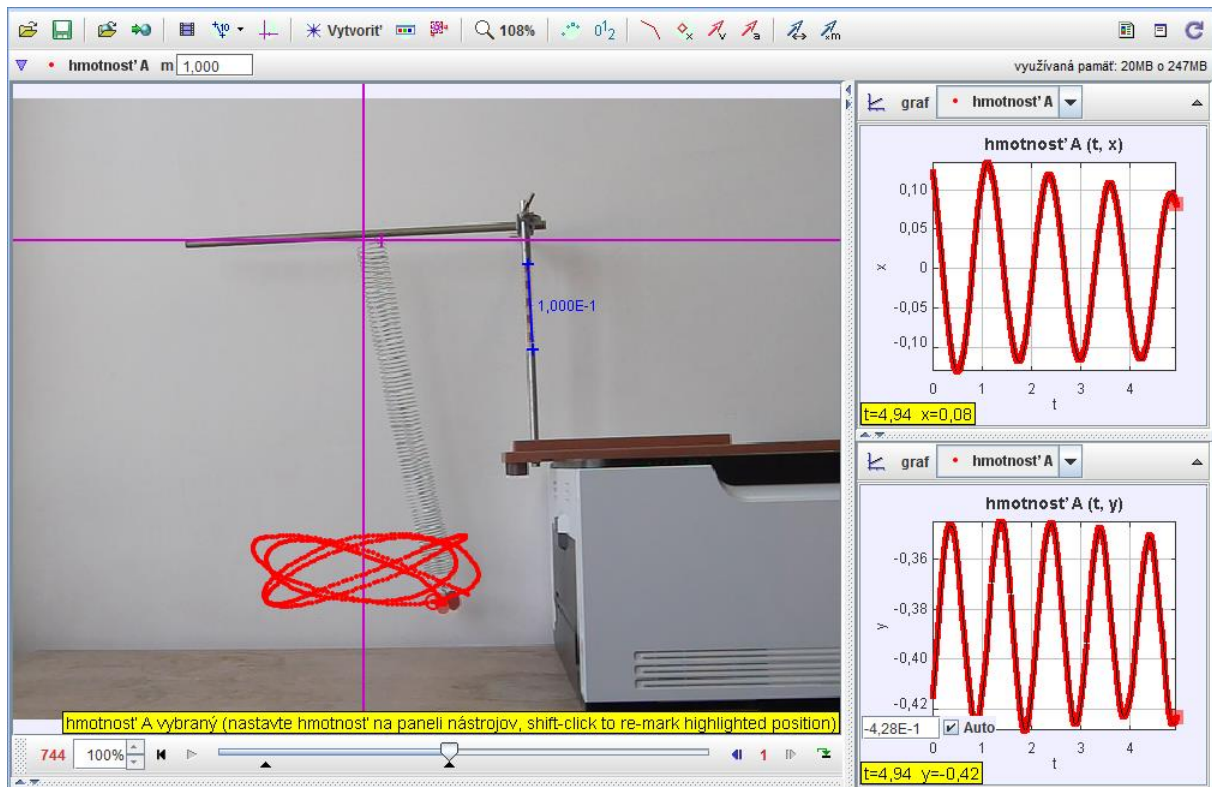 Vytvoriť 108% 0¹2 v a xm
hmotnosť A m 1,000 využívaná pamäť: 20MB o 247MB
1,000E-1
hmotnosť A vybraný (nastavte hmotnosť na paneli nástrojov, shift-click to re-mark highlighted position)
744 100% 1
graf hmotnosť A
hmotnosť A (t, x)
0,10
0,05
x 0
-0,05
-0,10
0 1 2 3 4
t
t=4,94 x=0,08
graf hmotnosť A
hmotnosť A (t, y)
-0,36
-0,38
y
-0,40
-0,42
-4,28E-1 Auto
0 1 2 3 4
t
t=4,94 y=-0,42